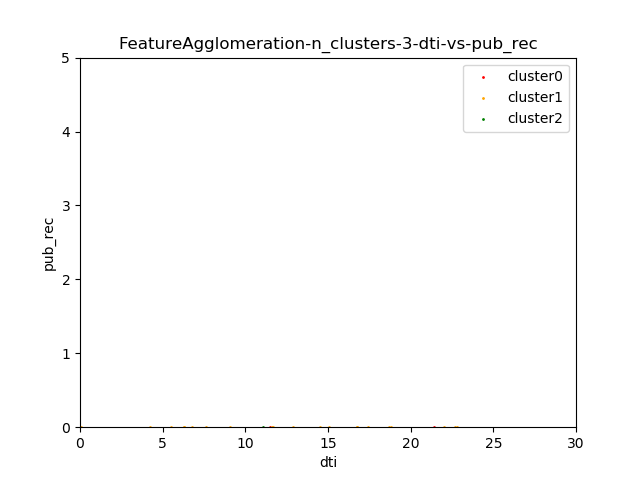 FeatureAgglomeration-n_clusters-3-dti-vs-pub_rec
cluster0
cluster1
cluster2
5
4
3
2
1
0
pub_rec
0 5 10 15 20 25 30
dti